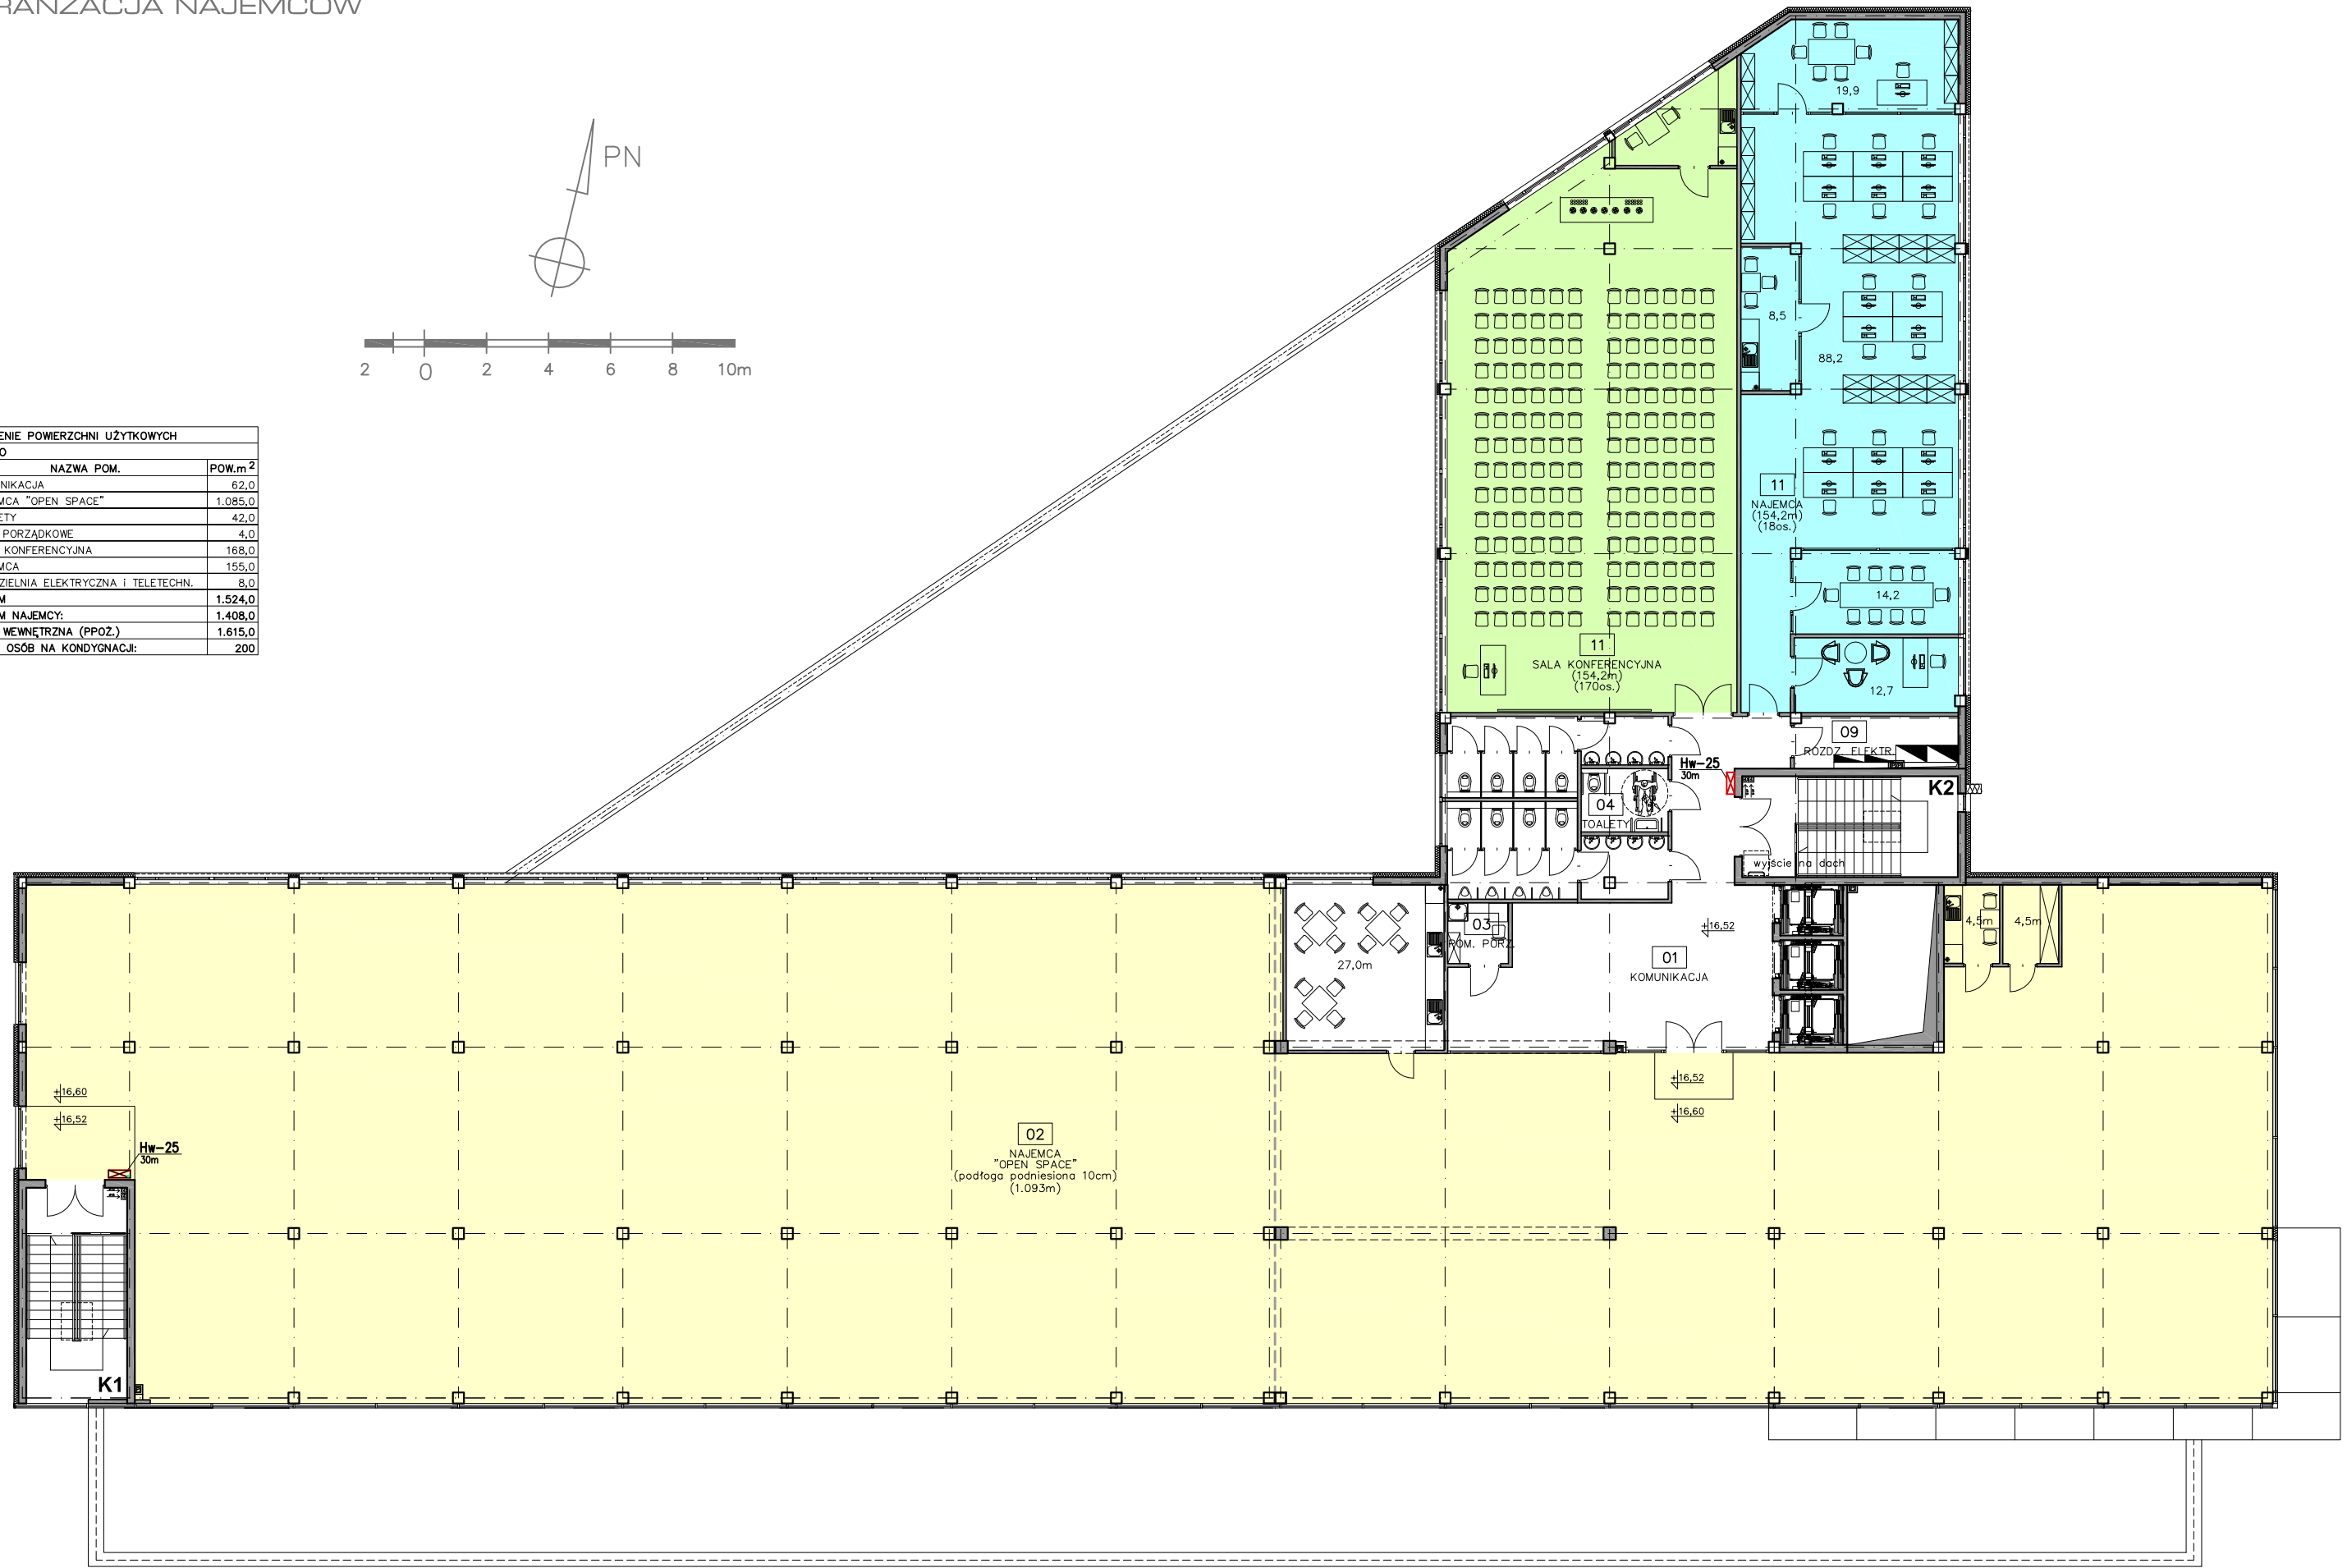 RANŻACJA NAJEMCÓW
PN
2 0 2 4 6 8 10m
ENIE POWIERZCHNI UŻYTKOWYCH
O
NAZWA POM. POW.m²
NIKACJA 62,0
MCA "OPEN SPACE" 1.085,0
ETY 42,0
PORZĄDKOWE 4,0
KONFERENCYJNA 168,0
MCA 155,0
ZIELNIA ELEKTRYCZNA i TELETECHN. 8,0
M 1.524,0
M NAJEMCY: 1.408,0
WEWNĘTRZNA (PPOŻ.) 1.615,0
OSÓB NA KONDYGNACJI: 200
19,9
8,5
88,2
11
NAJEMCA
(154,2m)
(18os.)
14,2
12,7
11
SALA KONFERENCYJNA
(154,2m)
(170os.)
09
ROZDZ. ELEKTR.
Hw-25
30m
K2
04
TOALETY
wyjście na dach
03
POM. PORZ.
+16,52
01
KOMUNIKACJA
27,0m
4,5m
4,5m
+16,52
+16,60
+16,60
+16,52
Hw-25
30m
02
NAJEMCA
"OPEN SPACE"
(podłoga podniesiona 10cm)
(1.093m)
K1